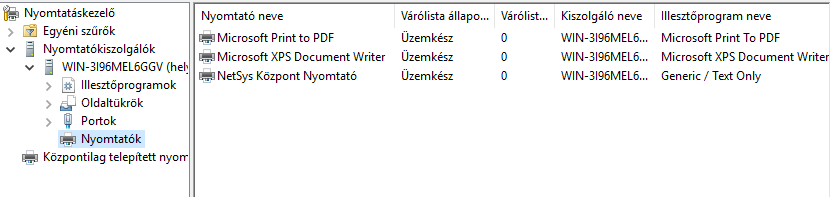 Nyomtatáskezelő
Egyéni szűrők
Nyomtatókiszolgálók
WIN-3I96MEL6GGV (hely
Illesztőprogramok
Oldaltükrök
Portok
Nyomtatók
Központilag telepített nyom
Nyomtató neve Várólista állapo... Várólist... Kiszolgáló neve Illesztőprogram neve
Microsoft Print to PDF Üzemkész 0 WIN-3I96MEL6... Microsoft Print To PDF
Microsoft XPS Document Writer Üzemkész 0 WIN-3I96MEL6... Microsoft XPS Document Writer
NetSys Központ Nyomtató Üzemkész 0 WIN-3I96MEL6... Generic / Text Only